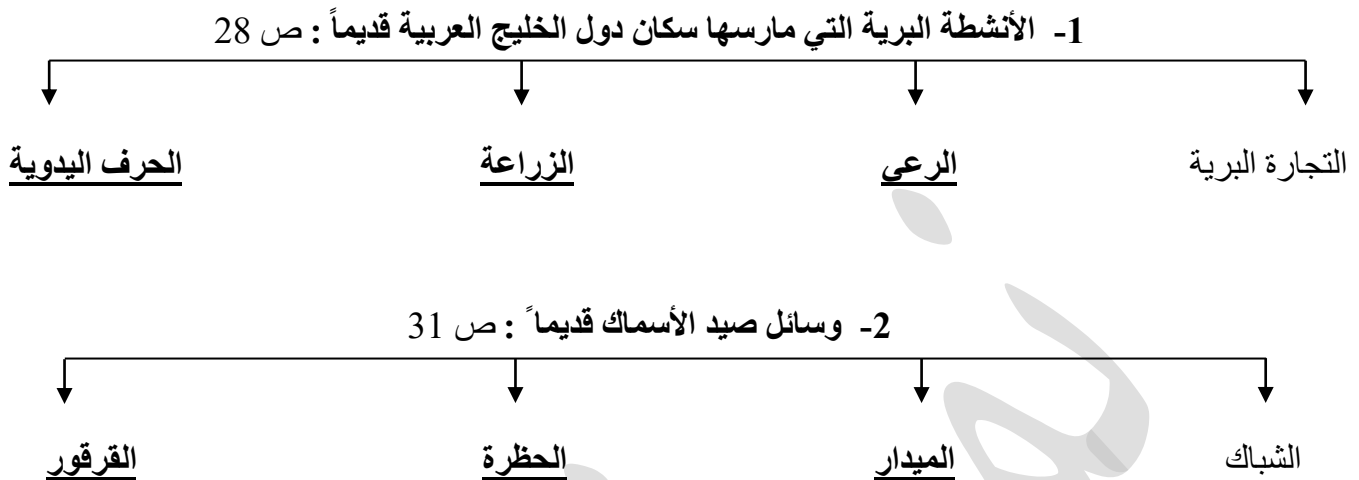 1- الأنشطة البرية التي مارسها سكان دول الخليج العربية قديماً : ص 28
التجارة البرية الرعي الزراعة الحرف اليدوية
2- وسائل صيد الأسماك قديماً : ص 31
الشباك الميدار الحظرة القرقور